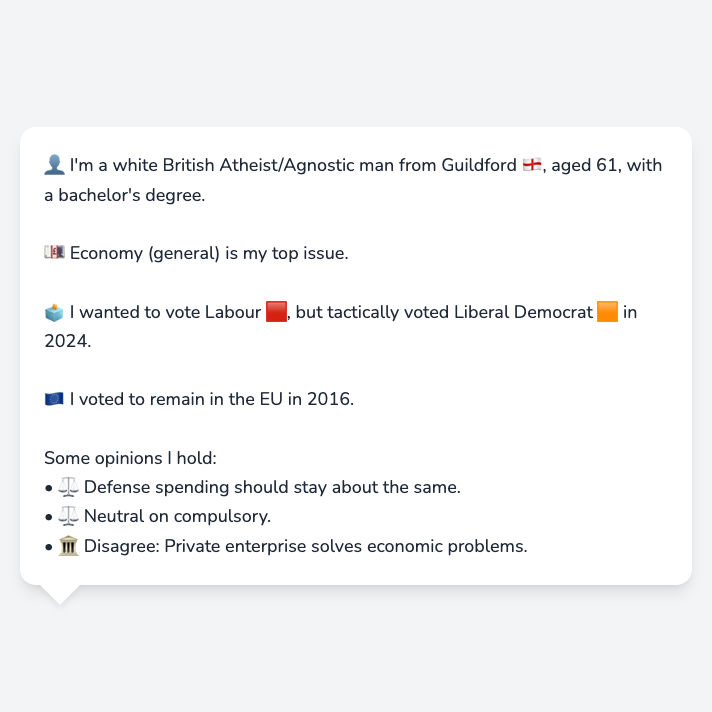 👤 I'm a white British Atheist/Agnostic man from Guildford 🏴󠁧󠁢󠁥󠁮󠁧󠁿, aged 61, with
a bachelor's degree.
💷 Economy (general) is my top issue.
🗳️ I wanted to vote Labour 🟥, but tactically voted Liberal Democrat 🟧 in
2024.
🇪🇺 I voted to remain in the EU in 2016.
Some opinions I hold:
• ⚖️ Defense spending should stay about the same.
• ⚖️ Neutral on compulsory.
• 🏛️ Disagree: Private enterprise solves economic problems.